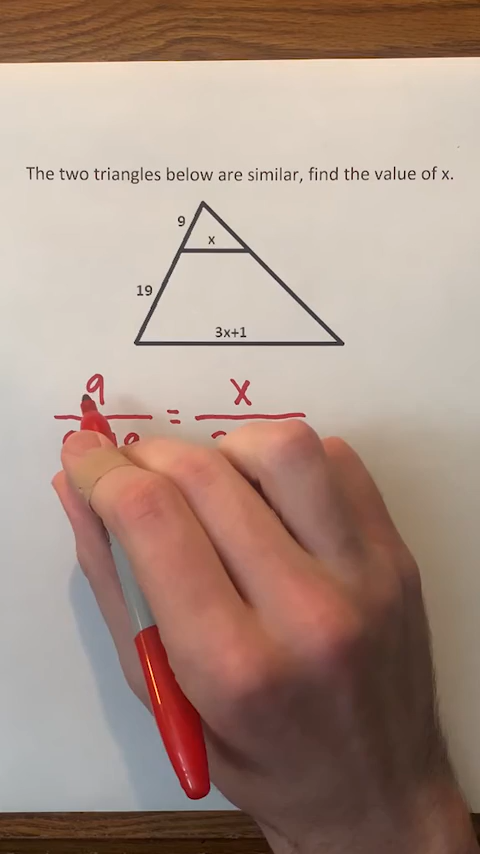 The two triangles below are similar, find the value of x.
9
x
19
3x+1
9 = x